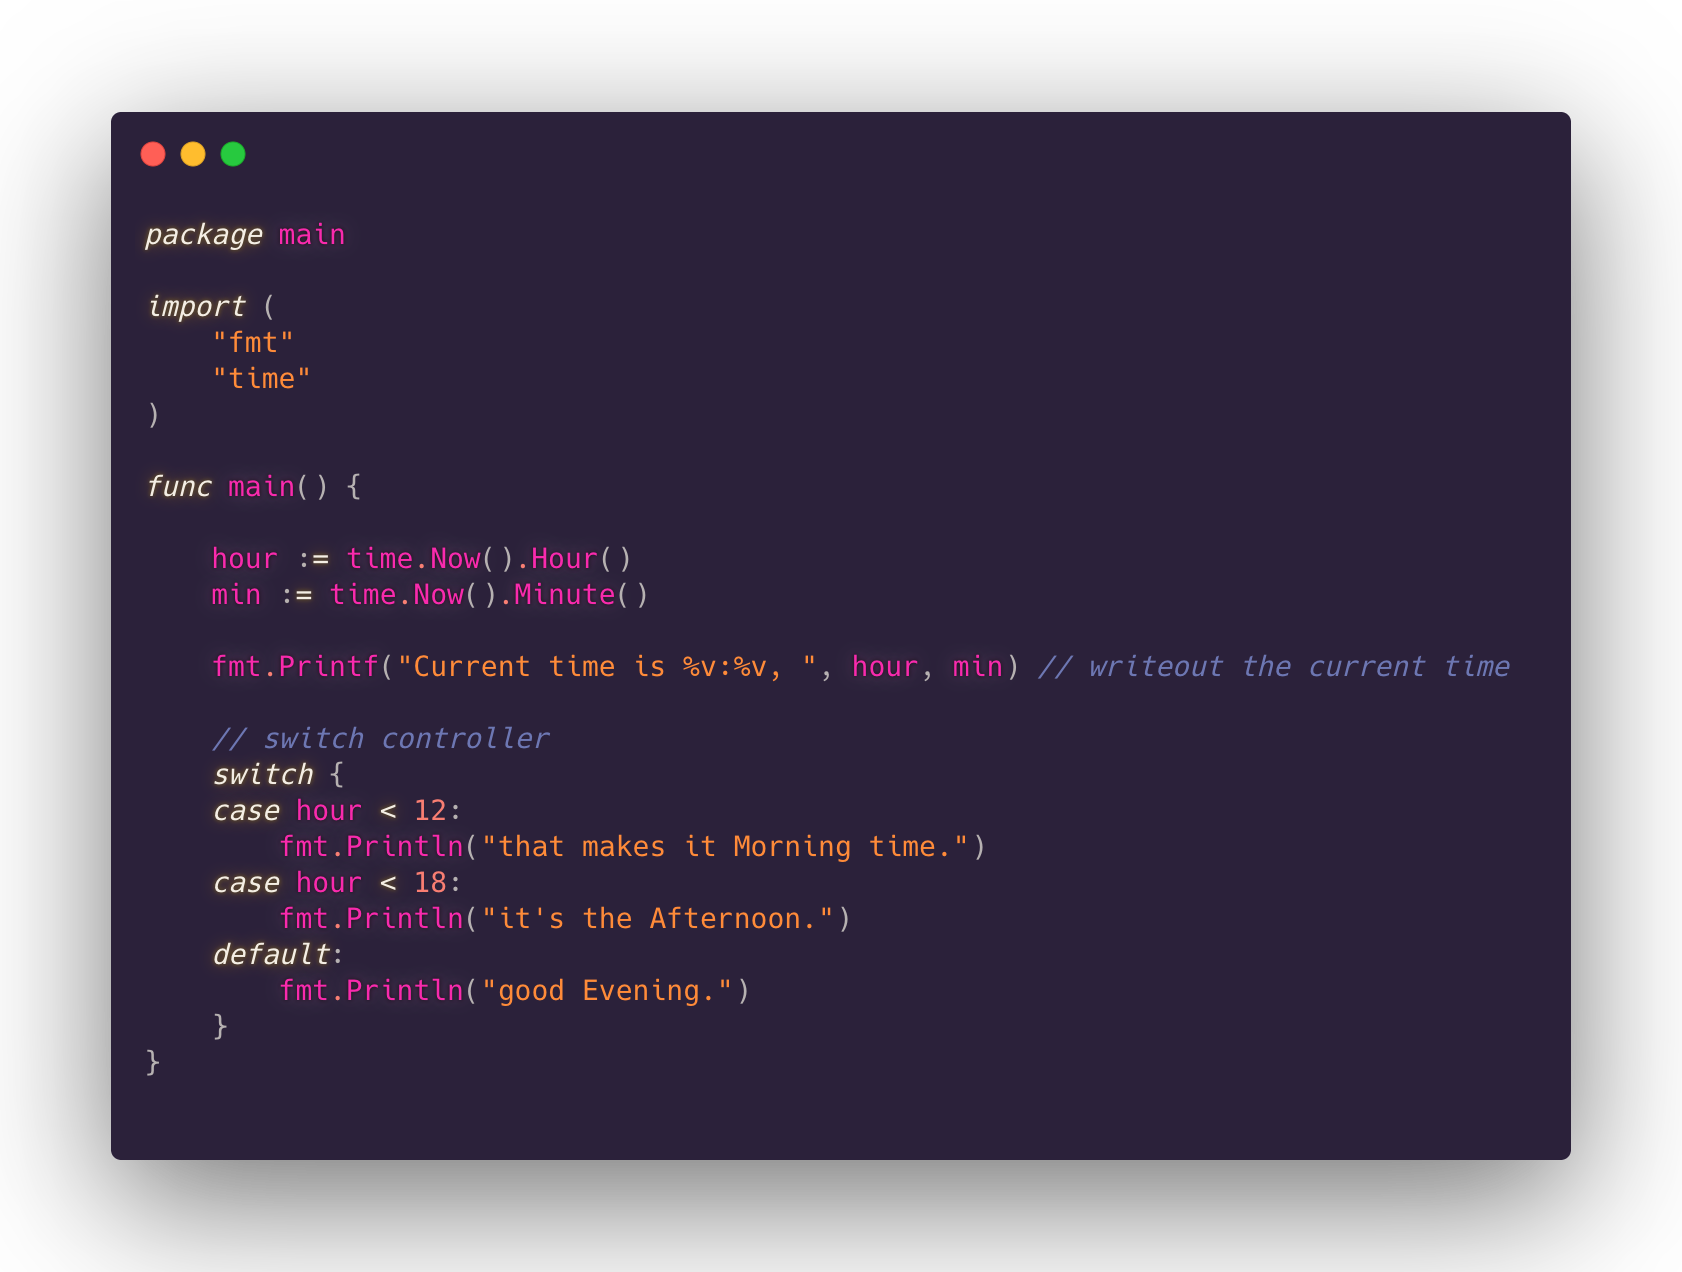 package main
import (
    "fmt"
    "time"
)
func main() {
    hour := time.Now().Hour()
    min := time.Now().Minute()
    fmt.Printf("Current time is %v:%v, ", hour, min) // writeout the current time
    // switch controller
    switch {
    case hour < 12:
        fmt.Println("that makes it Morning time.")
    case hour < 18:
        fmt.Println("it's the Afternoon.")
    default:
        fmt.Println("good Evening.")
    }
}